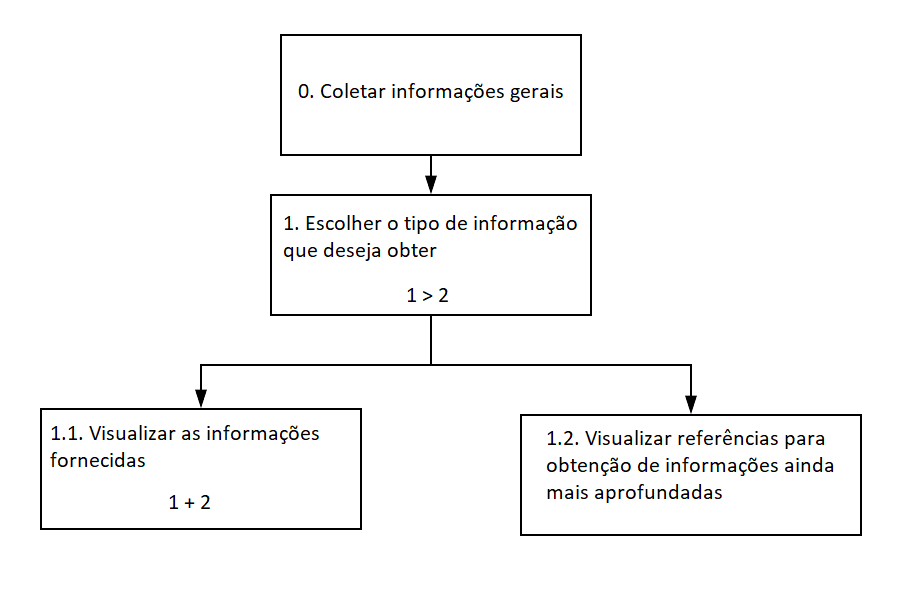 0. Coletar informações gerais
1. Escolher o tipo de informação
que deseja obter
1 > 2
1.1. Visualizar as informações
fornecidas
1 + 2
1.2. Visualizar referências para
obtenção de informações ainda
mais aprofundadas